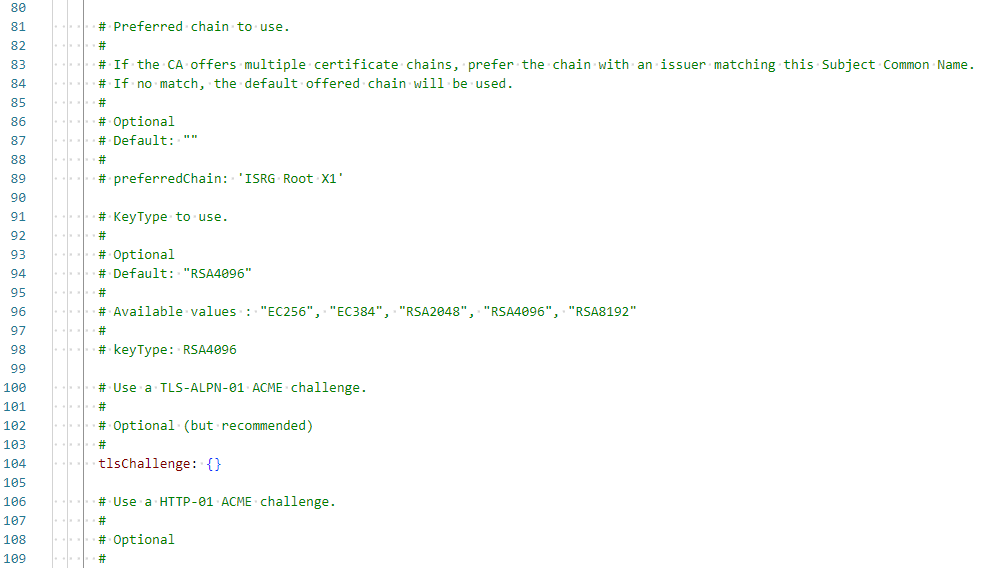 80
81 # Preferred chain to use.
82 #
83 # If the CA offers multiple certificate chains, prefer the chain with an issuer matching this Subject Common Name.
84 # If no match, the default offered chain will be used.
85 #
86 # Optional
87 # Default: ""
88 #
89 # preferredChain: 'ISRG Root X1'
90
91 # KeyType to use.
92 #
93 # Optional
94 # Default: "RSA4096"
95 #
96 # Available values : "EC256", "EC384", "RSA2048", "RSA4096", "RSA8192"
97 #
98 # keyType: RSA4096
99
100 # Use a TLS-ALPN-01 ACME challenge.
101 #
102 # Optional (but recommended)
103 #
104 tlsChallenge: {}
105
106 # Use a HTTP-01 ACME challenge.
107 #
108 # Optional
109 #